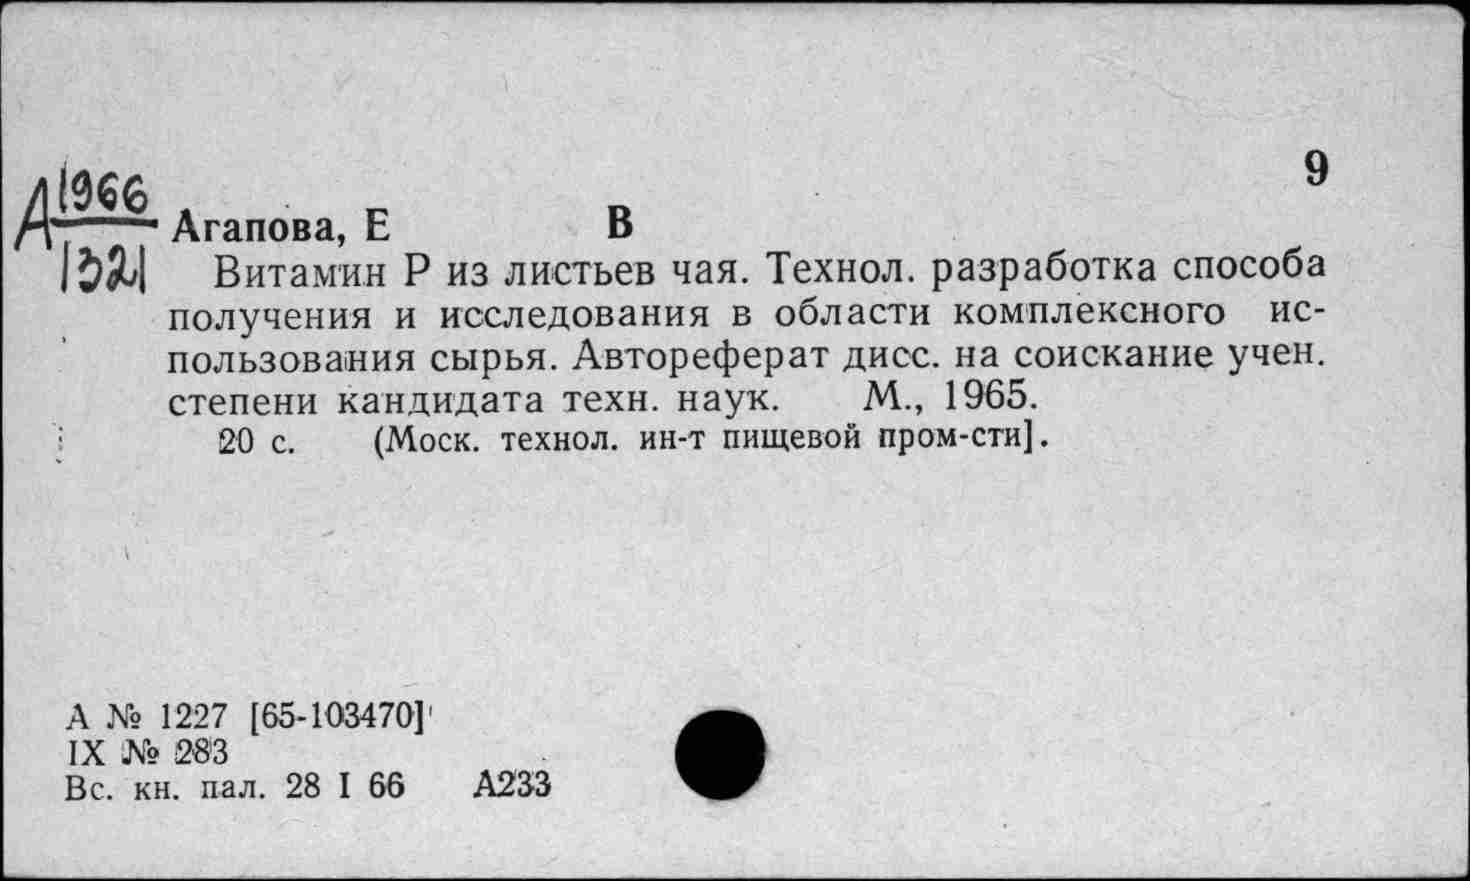 9
А 1966
Агапова, Е В
Витамин Р из листьев чая. Технол. разработка способа
получения и исследования в области комплексного ис-
пользования сырья. Автореферат дисс. на соискание учен.
степени кандидата техн. наук. М., 1965.
20 с. (Моск. технол. ин-т пищевой пром-сти].
А № 1227 [65-103470]
IX № 283
Вс. кн. пал. 28 I 66 А233